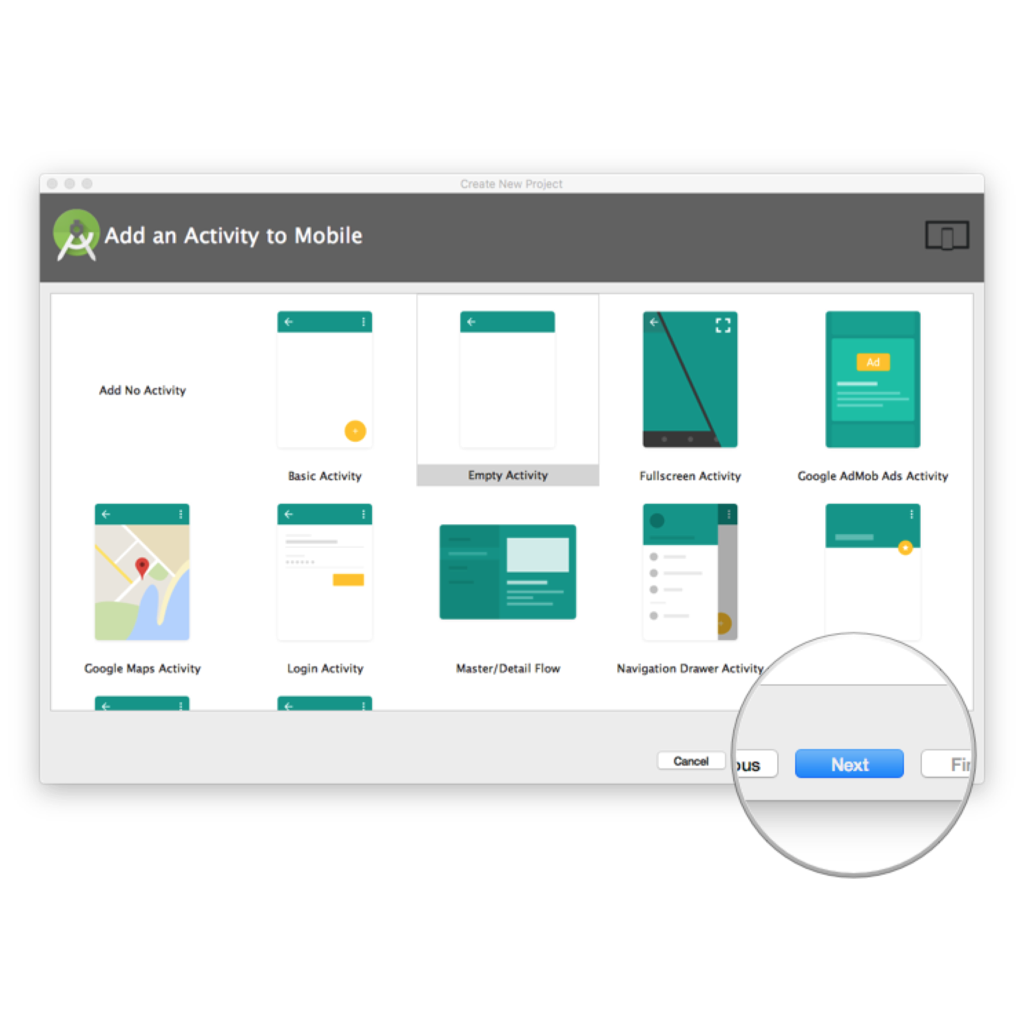 Create New Project
Add an Activity to Mobile
Ad
Add No Activity
Basic Activity
Empty Activity
Fullscreen Activity
Google AdMob Ads Activity
Google Maps Activity
Login Activity
Master/Detail Flow
Navigation Drawer Activity
Cancel
ous
Next
Fin